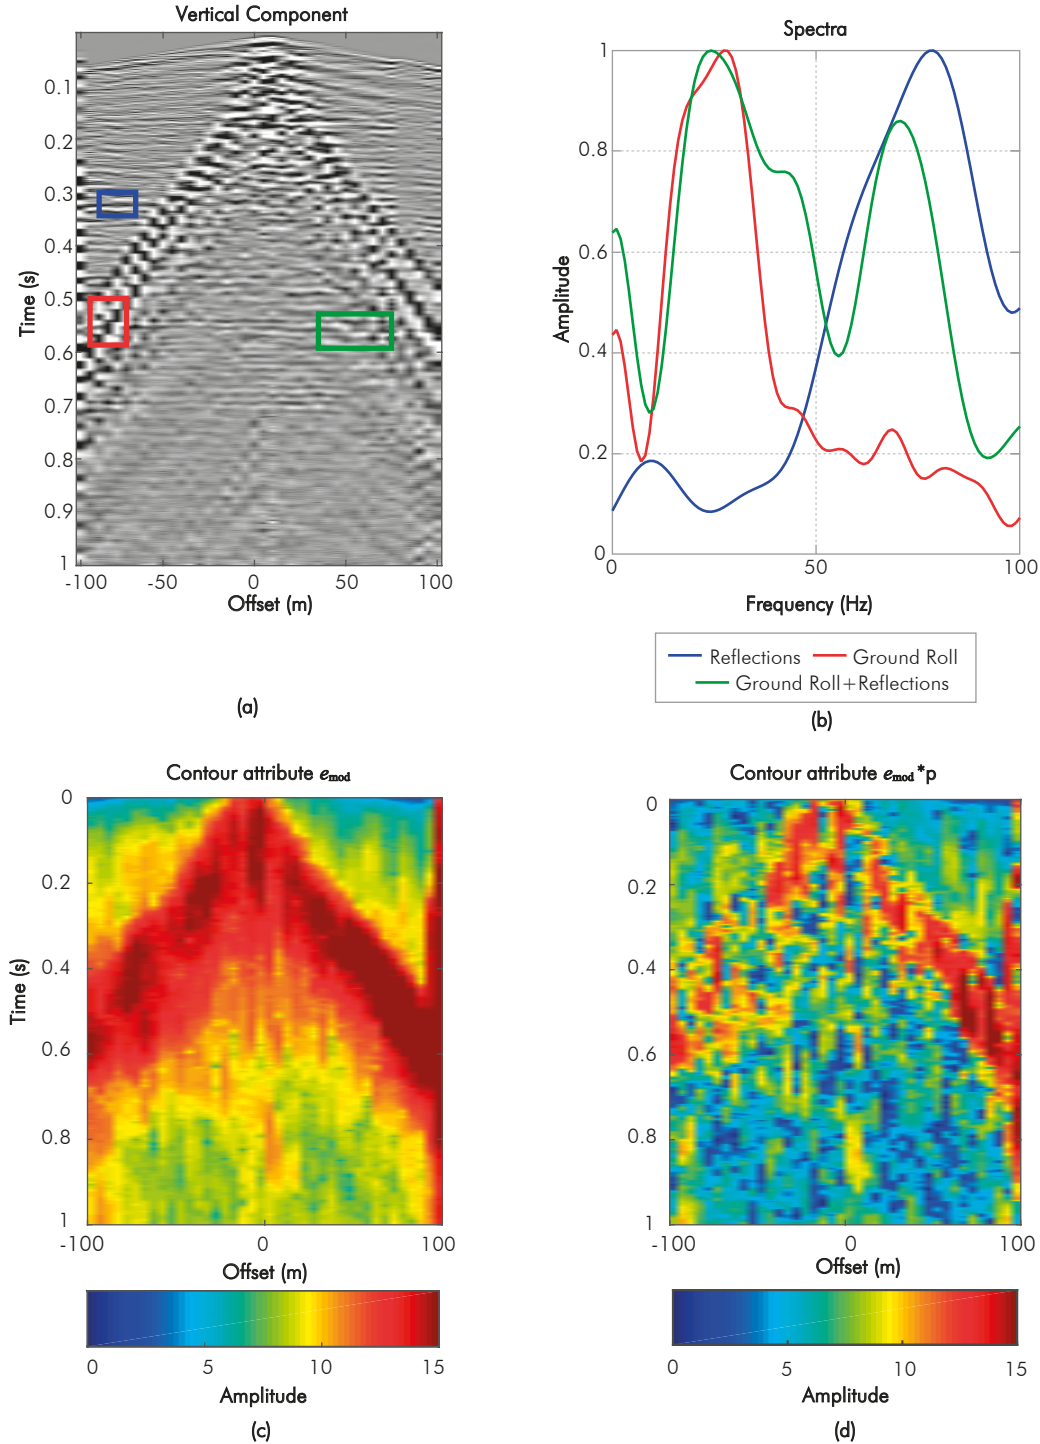 Vertical Component
0.1
0.2
0.3
0.4
0.5
0.6
0.7
0.8
0.9
1
Time (s)
-100 -50 0 50 100
Offset (m)
(a)
Spectra
1
0.8
0.6
0.4
0.2
0
Amplitude
0 50 100
Frequency (Hz)
Reflections Ground Roll
Ground Roll+Reflections
(b)
Contour attribute emod
0
0.2
0.4
0.6
0.8
1
Time (s)
-100 0 100
Offset (m)
0 5 10 15
Amplitude
(c)
Contour attribute emod*p
0
0.2
0.4
0.6
0.8
1
-100 0 100
Offset (m)
0 5 10 15
Amplitude
(d)